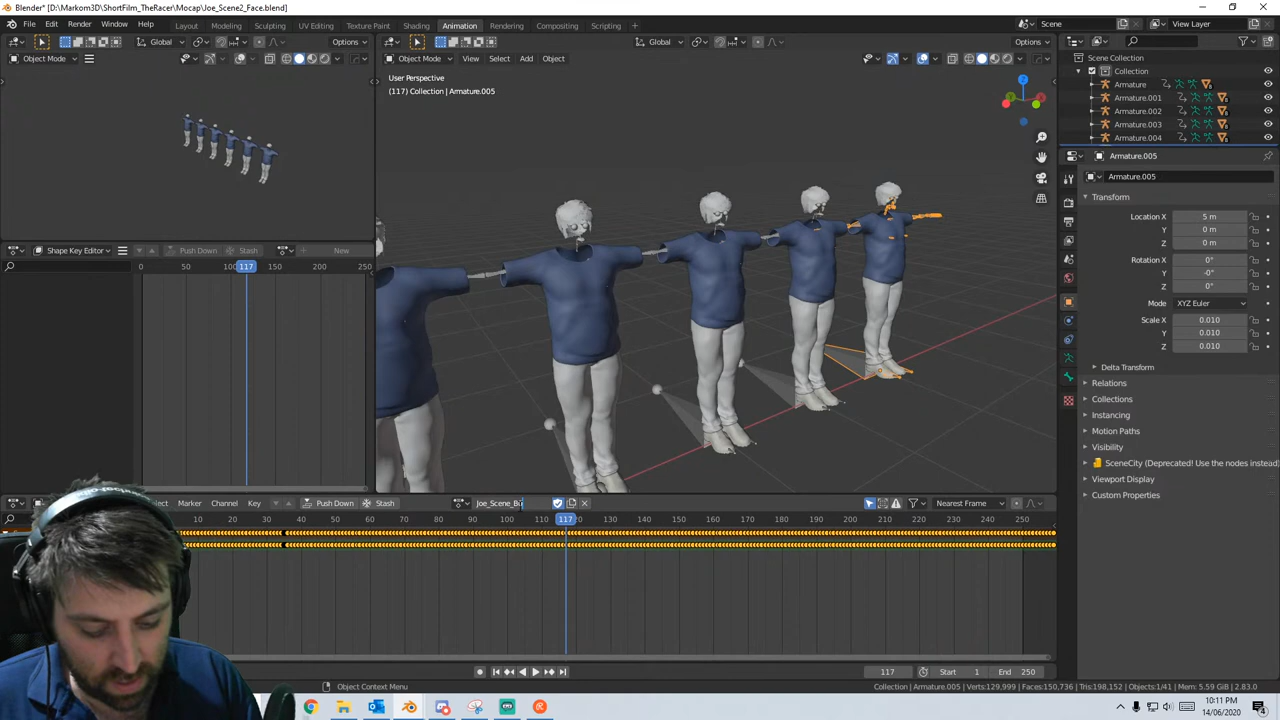 Blender* [D:\Markom3D\ShortFilm_TheRacer\Mocap\Joe_Scene2_Face.blend]
File Edit Render Window Help
Layout Modeling Sculpting UV Editing Texture Paint Shading Animation Rendering Compositing Scripting
Scene View Layer
Global Options
Global Options
Object Mode
Object Mode View Select Add Object
User Perspective
(117) Collection | Armature.005
Z
Scene Collection
Collection
Armature
Armature.001
Armature.002
Armature.003
Armature.004
Armature.005
Armature.005
Transform
Location X 5 m
Y 0 m
Z 0 m
Rotation X 0°
Y -0°
Z 0°
Mode XYZ Euler
Scale X 0.010
Y 0.010
Z 0.010
Delta Transform
Relations
Collections
Instancing
Motion Paths
Visibility
SceneCity (Deprecated! Use the nodes instead)
Viewport Display
Custom Properties
Shape Key Editor Push Down Stash New
0 50 100 117 150 200 250
Select Marker Channel Key Push Down Stash Nearest Frame
10 20 30 40 50 60 70 80 90 100 110 117 120 130 140 150 160 170 180 190 200 210 220 230 240 250
117 Start 1 End 250
Object Context Menu
Collection | Armature.005 | Verts:129,999 | Faces:150,736 | Tris:198,152 | Objects:1/41 | Mem: 5.59 GiB | 2.83.0
10:11 PM
14/06/2020